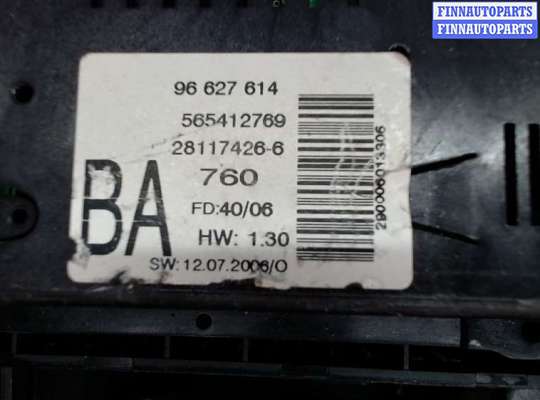 FINNAUTOPARTS
FINNAUTOPARTS
96 627 614
565412769
28117426-6
760
BA
FD:40/06
HW: 1.30
SW: 12.07.2006/O
290006013306